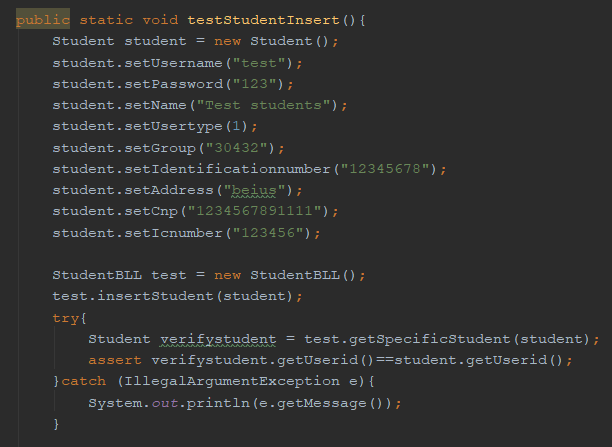 public static void testStudentInsert(){
    Student student = new Student();
    student.setUsername("test");
    student.setPassword("123");
    student.setName("Test students");
    student.setUsertype(1);
    student.setGroup("30432");
    student.setIdentificationnumber("12345678");
    student.setAddress("beius");
    student.setCnp("1234567891111");
    student.setIcnumber("123456");

    StudentBLL test = new StudentBLL();
    test.insertStudent(student);
    try{
        Student verifystudent = test.getSpecificStudent(student);
        assert verifystudent.getUserid()==student.getUserid();
    }catch (IllegalArgumentException e){
        System.out.println(e.getMessage());
    }